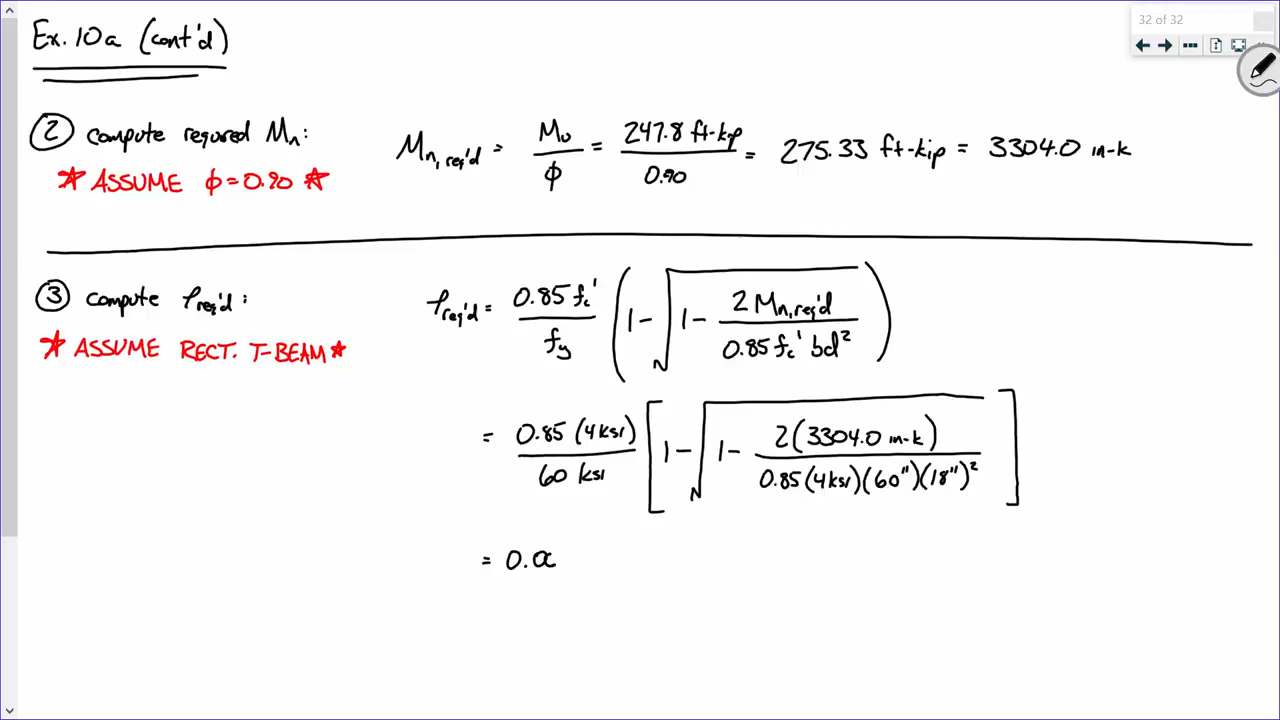 32 of 32
Ex. 10a (cont'd)
② compute required Mn: Mn,req'd = Mu/φ = 247.8 ft-kip/0.90 = 275.33 ft-kip = 3304.0 in-k
* ASSUME φ = 0.90 *
③ compute ρreq'd: ρreq'd = 0.85 fc'/fy (1 - √(1 - 2 Mn,req'd/0.85 fc' bd²))
* ASSUME RECT. T-BEAM *
= 0.85 (4 ksi)/60 ksi [1 - √(1 - 2(3304.0 in-k)/0.85(4 ksi)(60")(18")²)]
= 0.00